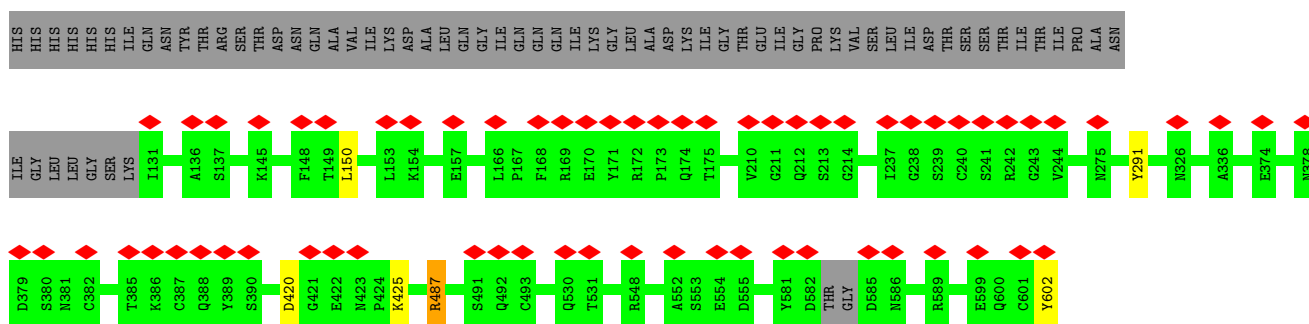 HIS HIS HIS HIS HIS HIS ILE GLN ASN TYR THR ARG SER THR ASP ASN GLN ALA VAL ILE LYS ASP ALA LEU GLN GLY ILE GLN GLN GLN ILE LYS GLY LEU ALA ASP LYS ILE GLY THR GLU ILE GLY PRO LYS VAL SER LEU ILE ASP THR SER SER THR ILE THR ILE PRO ALA ASN
ILE GLY LEU LEU GLY SER LYS I131 A136 S137 K145 F148 T149 L150 L153 K154 E157 L166 P167 F168 R169 E170 Y171 R172 P173 Q174 T175 V210 G211 Q212 S213 G214 I237 G238 S239 C240 S241 R242 G243 V244 N275 Y291 N326 A336 E374 N378
D379 S380 N381 C382 T385 K386 C387 Q388 Y389 S390 D420 G421 E422 N423 P424 K425 R487 S491 Q492 C493 Q530 T531 R548 A552 S553 E554 D555 Y581 D582 THR GLY D585 N586 R589 E599 Q600 C601 Y602